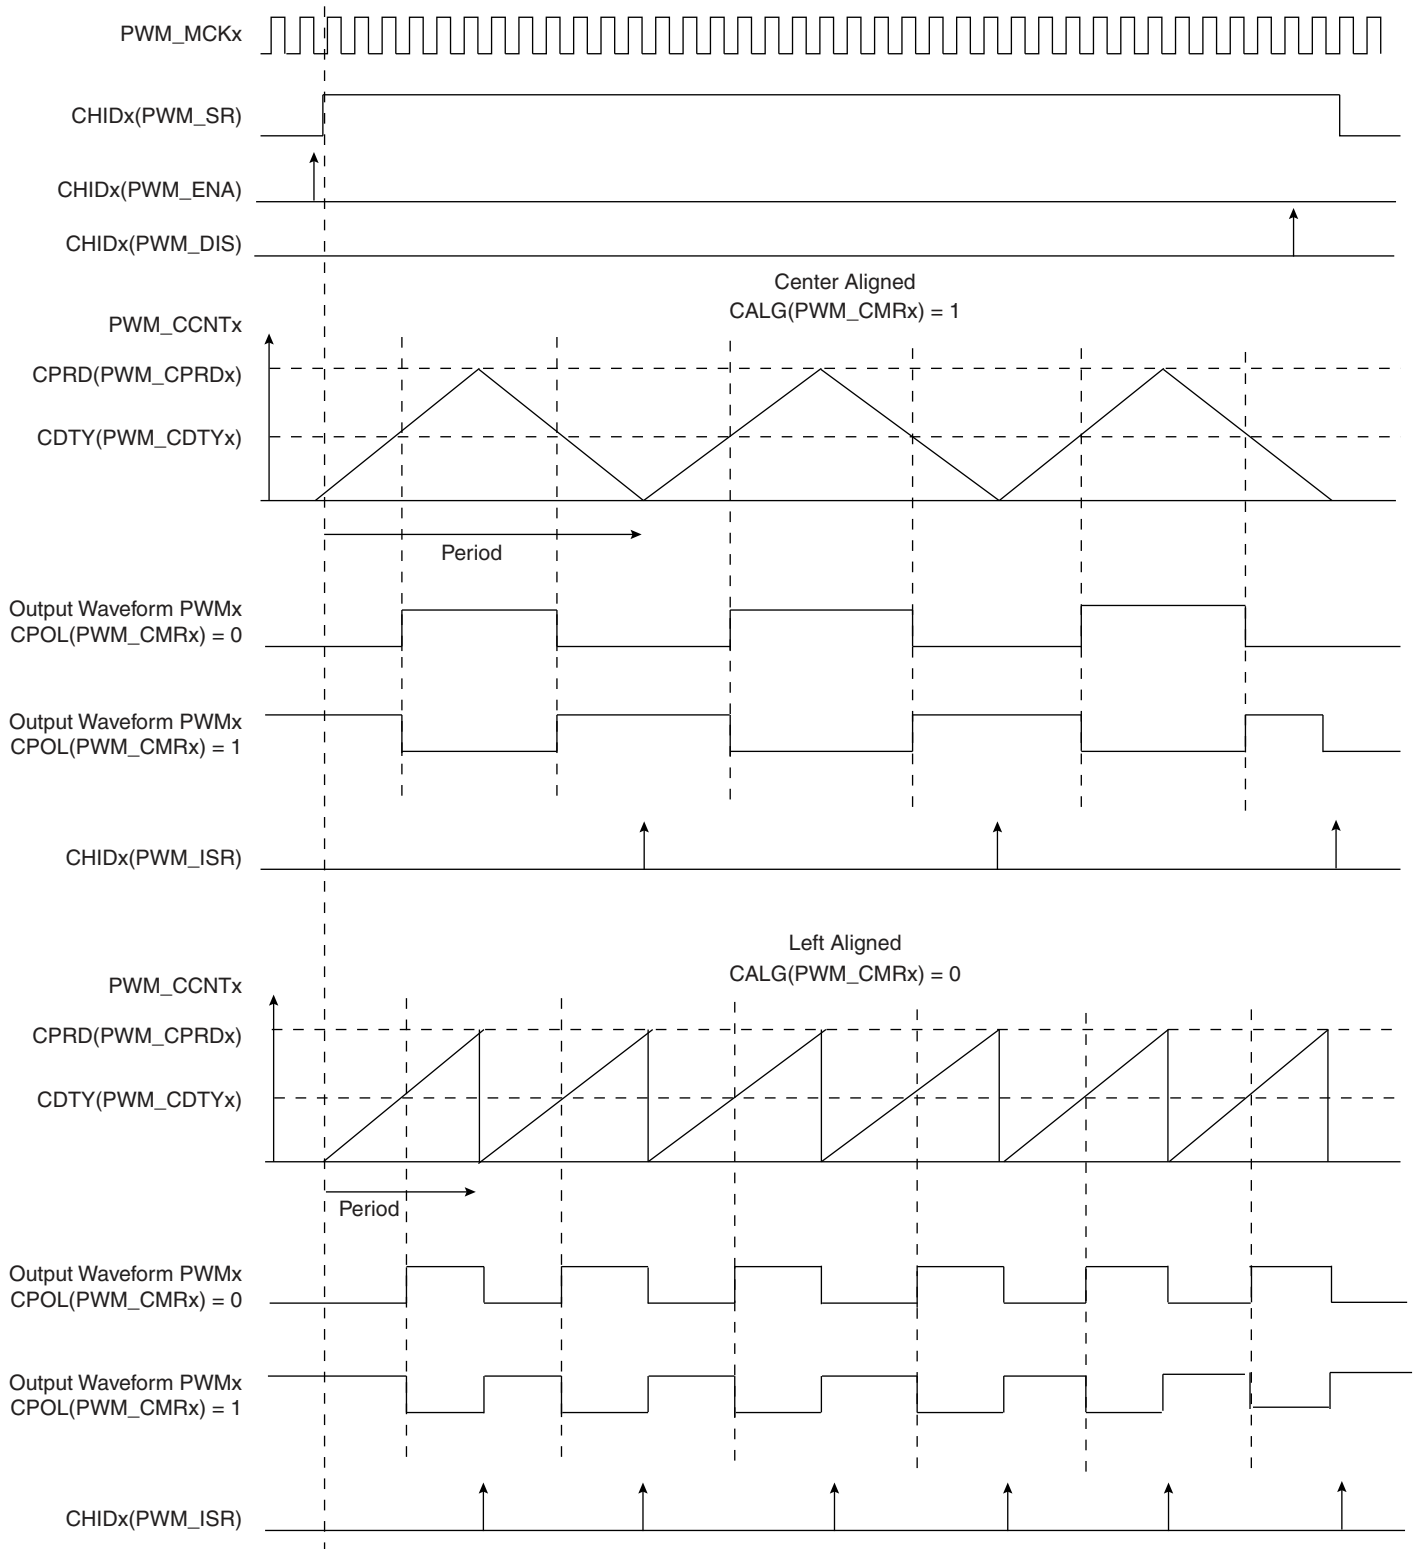 PWM_MCKx
CHIDx(PWM_SR)
CHIDx(PWM_ENA)
CHIDx(PWM_DIS)
Center Aligned
CALG(PWM_CMRx) = 1
PWM_CCNTx
CPRD(PWM_CPRDx)
CDTY(PWM_CDTYx)
Period
Output Waveform PWMx
CPOL(PWM_CMRx) = 0
Output Waveform PWMx
CPOL(PWM_CMRx) = 1
CHIDx(PWM_ISR)
Left Aligned
CALG(PWM_CMRx) = 0
PWM_CCNTx
CPRD(PWM_CPRDx)
CDTY(PWM_CDTYx)
Period
Output Waveform PWMx
CPOL(PWM_CMRx) = 0
Output Waveform PWMx
CPOL(PWM_CMRx) = 1
CHIDx(PWM_ISR)